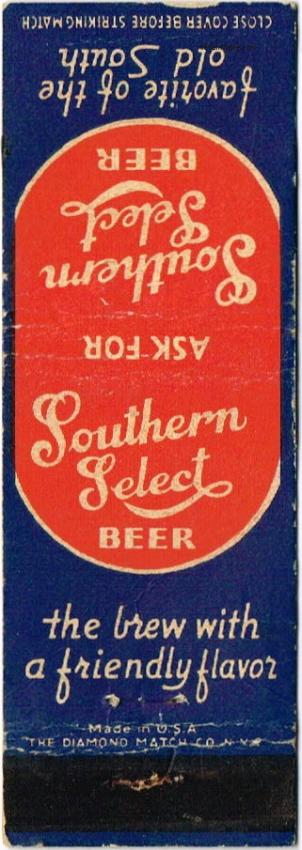 CLOSE COVER BEFORE STRIKING MATCH
favorite of the
old South
BEER
Southern
Select
ASK FOR
Southern
Select
BEER
the brew with
a friendly flavor
Made in U.S.A
THE DIAMOND MATCH CO. N.Y.